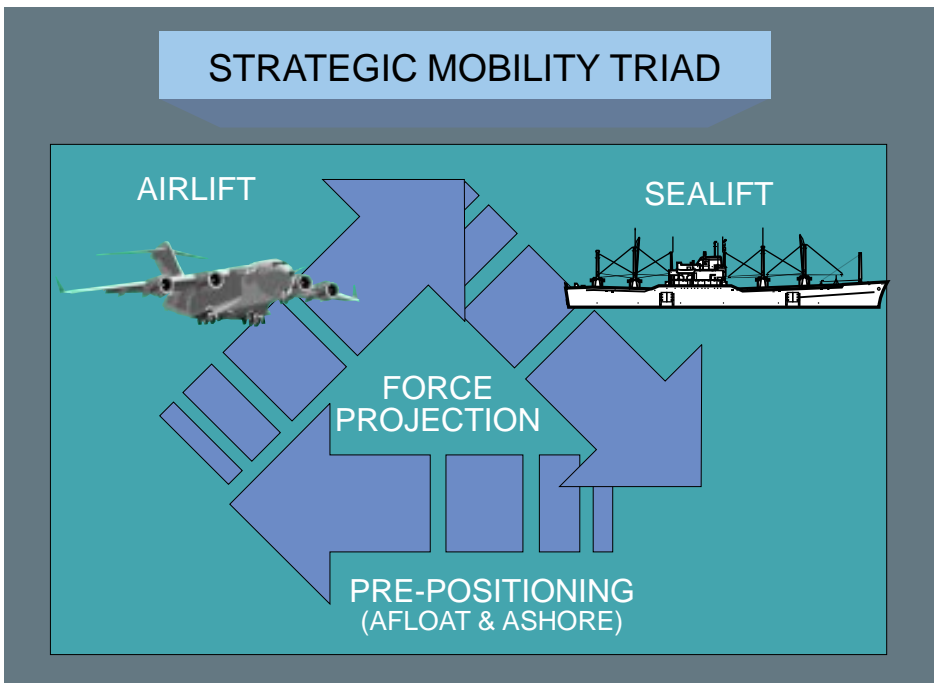 STRATEGIC MOBILITY TRIAD
AIRLIFT
SEALIFT
FORCE
PROJECTION
PRE-POSITIONING
(AFLOAT & ASHORE)